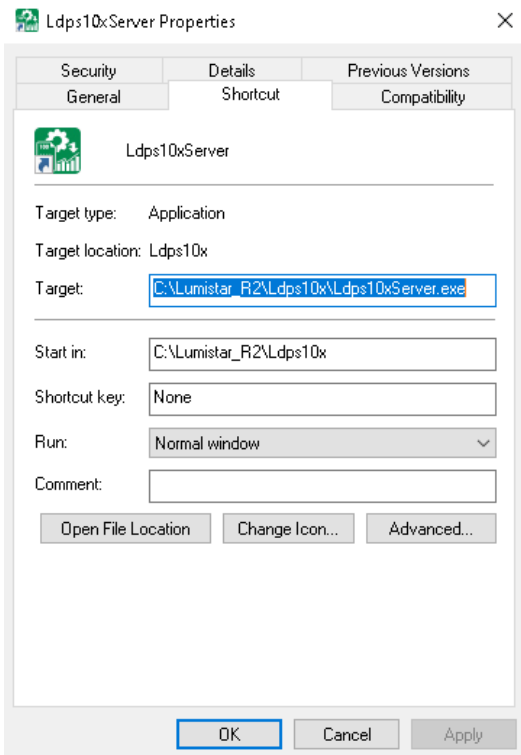 Ldps10xServer Properties
Security Details Previous Versions
General Shortcut Compatibility
Ldps10xServer
Target type: Application
Target location: Ldps10x
Target: C:\Lumistar_R2\Ldps10x\Ldps10xServer.exe
Start in: C:\Lumistar_R2\Ldps10x
Shortcut key: None
Run: Normal window
Comment:
Open File Location Change Icon... Advanced...
OK Cancel Apply